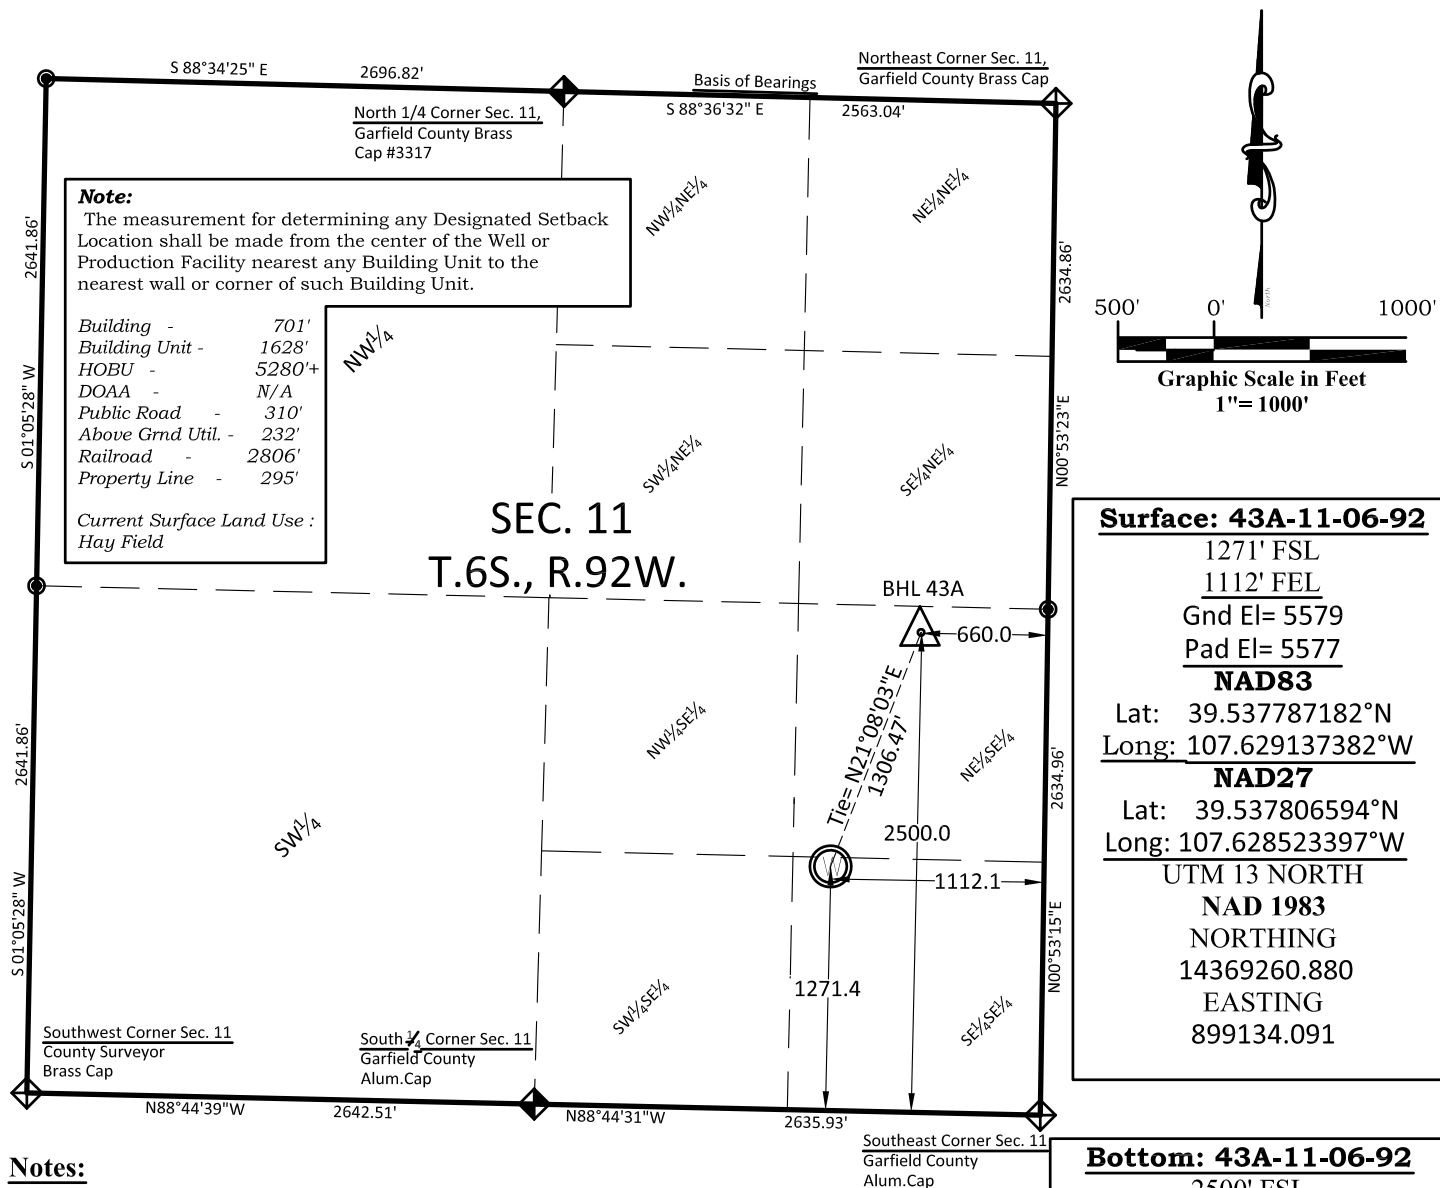 S 88°34'25" E 2696.82'
Basis of Bearings
S 88°36'32" E 2563.04'
Northeast Corner Sec. 11,
Garfield County Brass Cap
North 1/4 Corner Sec. 11,
Garfield County Brass
Cap #3317
Note:
The measurement for determining any Designated Setback
Location shall be made from the center of the Well or
Production Facility nearest any Building Unit to the
nearest wall or corner of such Building Unit.
Building - 701'
Building Unit - 1628'
HOBU - 5280'+
DOAA - N/A
Public Road - 310'
Above Grnd Util. - 232'
Railroad - 2806'
Property Line - 295'
Current Surface Land Use :
Hay Field
2641.86'
S 01°05'28" W
NW¼
NW¼NE¼
NE¼NE¼
SW¼NE¼
SE¼NE¼
2634.86'
N00°53'23"E
SEC. 11
T.6S., R.92W.
BHL 43A
660.0
Tie= N21°08'03"E
1306.47'
2500.0
1112.1
1271.4
2641.86'
S 01°05'28" W
SW¼
NW¼SE¼
NE¼SE¼
SW¼SE¼
SE¼SE¼
2634.96'
N00°53'15"E
Southwest Corner Sec. 11
County Surveyor
Brass Cap
South ¼ Corner Sec. 11
Garfield County
Alum.Cap
N88°44'39"W 2642.51'
N88°44'31"W 2635.93'
Southeast Corner Sec. 11
Garfield County
Alum.Cap
Notes:
North
500' 0' 1000'
Graphic Scale in Feet
1"= 1000'
Surface: 43A-11-06-92
1271' FSL
1112' FEL
Gnd El= 5579
Pad El= 5577
NAD83
Lat: 39.537787182°N
Long: 107.629137382°W
NAD27
Lat: 39.537806594°N
Long: 107.628523397°W
UTM 13 NORTH
NAD 1983
NORTHING
14369260.880
EASTING
899134.091
Bottom: 43A-11-06-92
2500' FSL